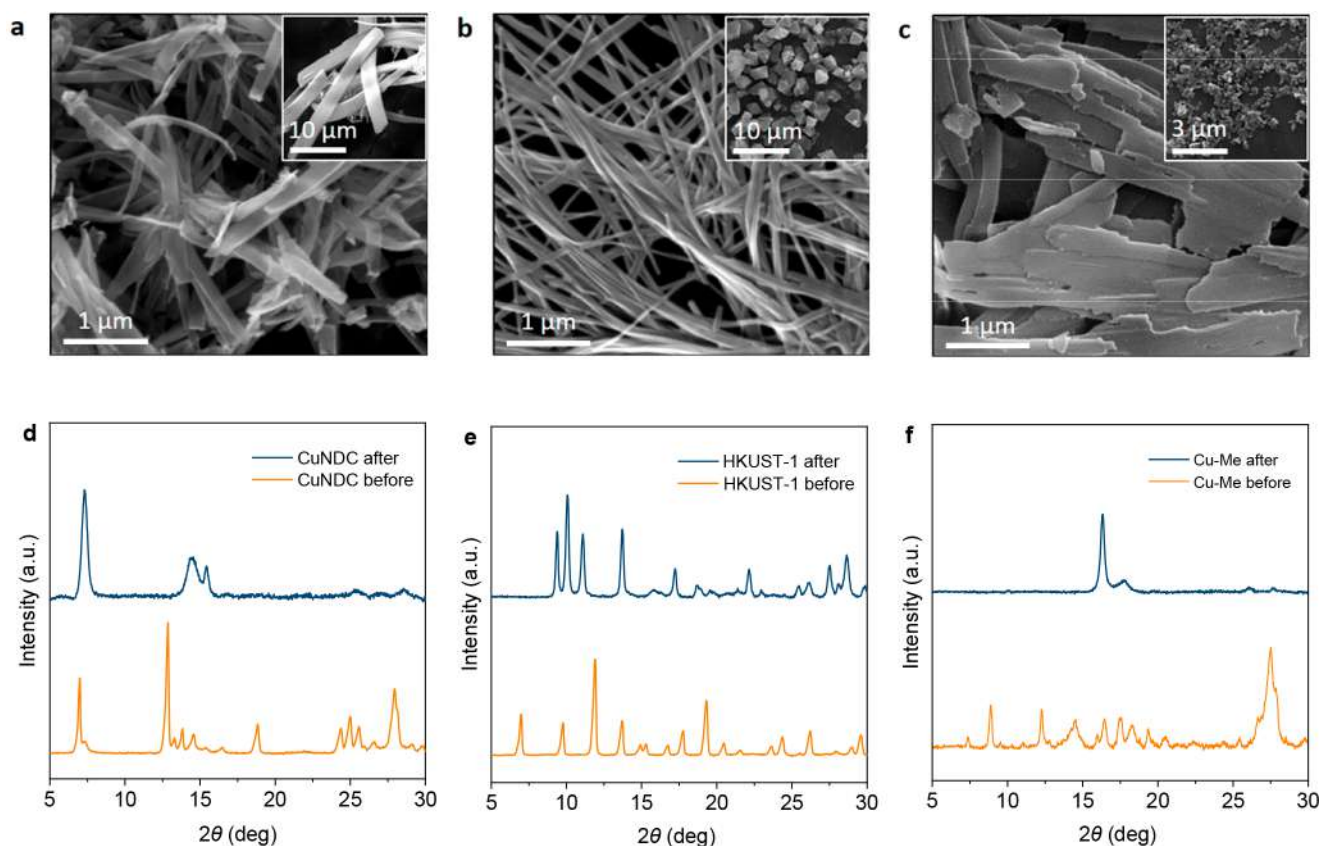 a
10 μm
1 μm
b
10 μm
1 μm
c
3 μm
1 μm
d
CuNDC after
CuNDC before
Intensity (a.u.)
5 10 15 20 25 30
2θ (deg)
e
HKUST-1 after
HKUST-1 before
Intensity (a.u.)
5 10 15 20 25 30
2θ (deg)
f
Cu-Me after
Cu-Me before
Intensity (a.u.)
5 10 15 20 25 30
2θ (deg)